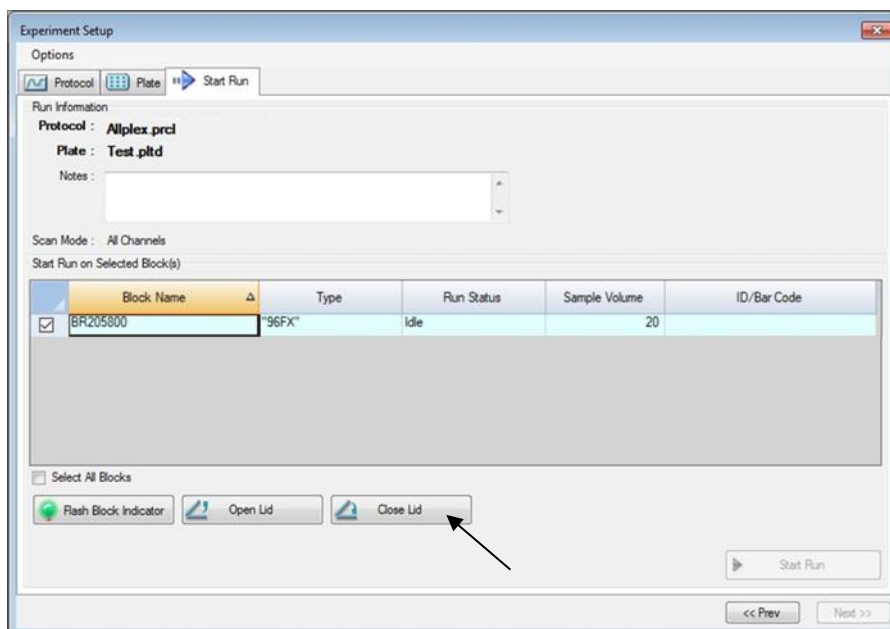 Experiment Setup
Options
Protocol Plate Start Run
Run Information
Protocol : Allplex.prcl
Plate : Test.pltd
Notes :
Scan Mode : All Channels
Start Run on Selected Block(s)
Block Name Type Run Status Sample Volume ID/Bar Code
BR205800 "96FX" Idle 20
Select All Blocks
Flash Block Indicator Open Lid Close Lid
Start Run
<< Prev Next >>